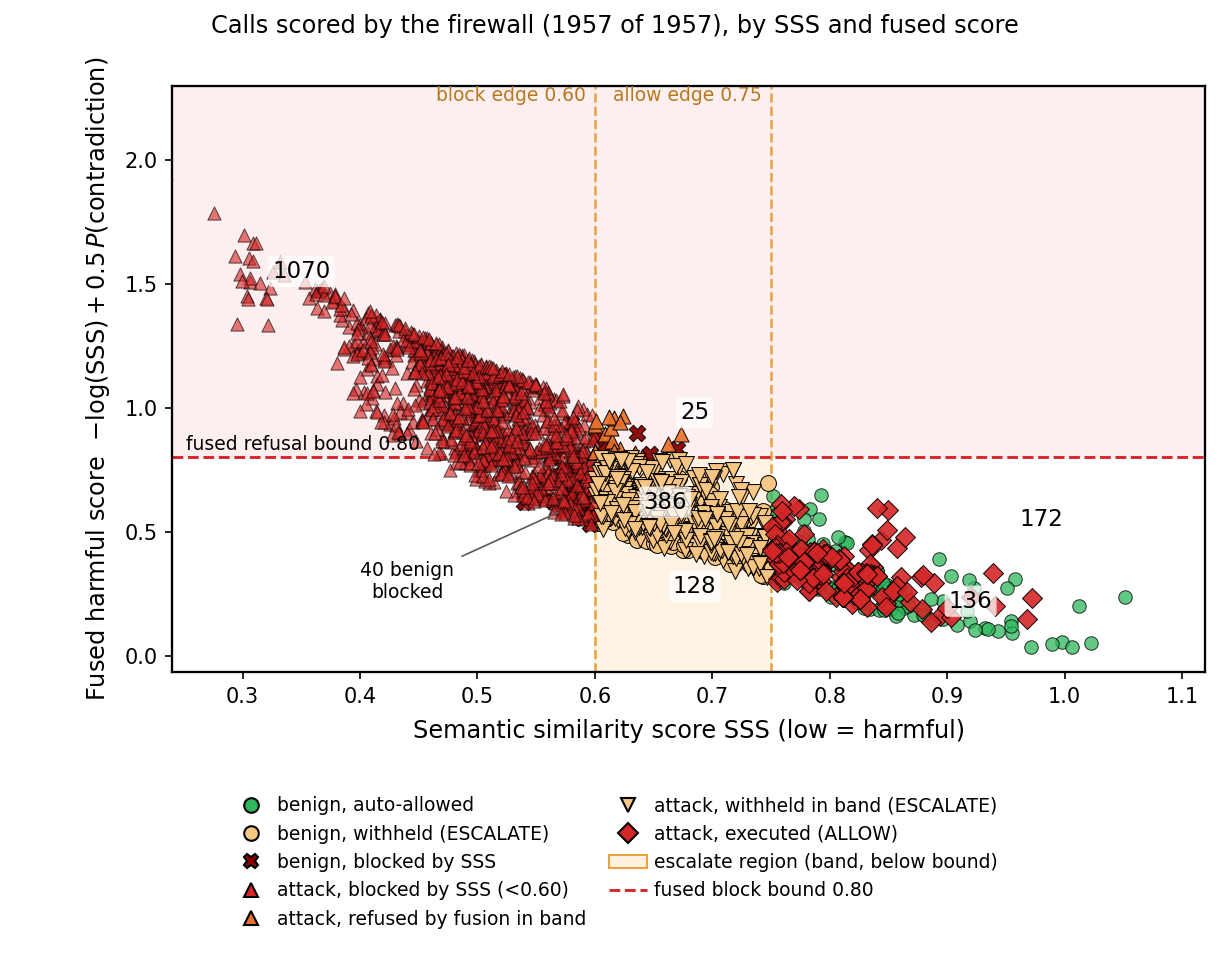 Calls scored by the firewall (1957 of 1957), by SSS and fused score
block edge 0.60
allow edge 0.75
Fused harmful score −log(SSS) + 0.5 P(contradiction)
2.0
1.5
1.0
0.5
0.0
1070
25
fused refusal bound 0.80
386
172
40 benign
blocked
128
136
0.3
0.4
0.5
0.6
0.7
0.8
0.9
1.0
1.1
Semantic similarity score SSS (low = harmful)
benign, auto-allowed
benign, withheld (ESCALATE)
benign, blocked by SSS
attack, blocked by SSS (<0.60)
attack, refused by fusion in band
attack, withheld in band (ESCALATE)
attack, executed (ALLOW)
escalate region (band, below bound)
fused block bound 0.80